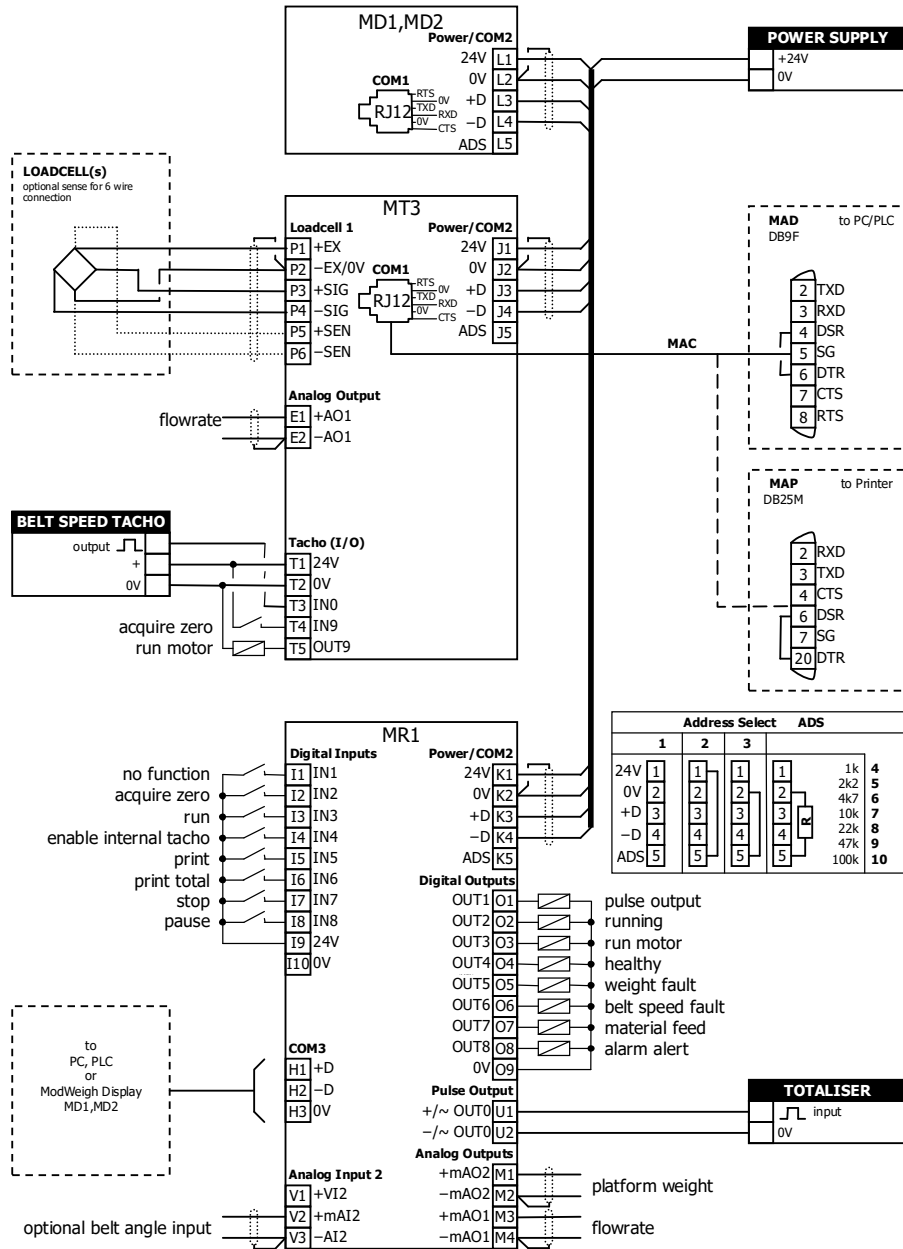 MD1,MD2
Power/COM2
24V L1
0V L2
+D L3
−D L4
ADS L5
COM1
RJ12
RTS
0V
TXD
RXD
0V
CTS
POWER SUPPLY
+24V
0V
LOADCELL(s)
optional sense for 6 wire
connection
MT3
Loadcell 1
P1 +EX
P2 −EX/0V
P3 +SIG
P4 −SIG
P5 +SEN
P6 −SEN
COM1
RJ12
RTS
0V
TXD
RXD
0V
CTS
Power/COM2
24V J1
0V J2
+D J3
−D J4
ADS J5
MAC
Analog Output
flowrate
E1 +AO1
E2 −AO1
MAD to PC/PLC
DB9F
2 TXD
3 RXD
4 DSR
5 SG
6 DTR
7 CTS
8 RTS
MAP to Printer
DB25M
2 RXD
3 TXD
4 CTS
6 DSR
7 SG
20 DTR
BELT SPEED TACHO
output
+
0V
acquire zero
run motor
Tacho (I/O)
T1 24V
T2 0V
T3 IN0
T4 IN9
T5 OUT9
MR1
Digital Inputs
no function I1 IN1
acquire zero I2 IN2
run I3 IN3
enable internal tacho I4 IN4
print I5 IN5
print total I6 IN6
stop I7 IN7
pause I8 IN8
I9 24V
I10 0V
Power/COM2
24V K1
0V K2
+D K3
−D K4
ADS K5
Digital Outputs
OUT1 O1 pulse output
OUT2 O2 running
OUT3 O3 run motor
OUT4 O4 healthy
OUT5 O5 weight fault
OUT6 O6 belt speed fault
OUT7 O7 material feed
OUT8 O8 alarm alert
0V O9
Address Select ADS
1 2 3
24V 1 1 1 1 1k 4
0V 2 2 2 2 2k2 5
4k7 6
+D 3 3 3 3 R 10k 7
−D 4 4 4 4 22k 8
47k 9
ADS 5 5 5 5 100k 10
to
PC, PLC
or
ModWeigh Display
MD1,MD2
COM3
H1 +D
H2 −D
H3 0V
Pulse Output
+/~ OUT0 U1
−/~ OUT0 U2
TOTALISER
input
0V
Analog Outputs
+mAO2 M1
−mAO2 M2
platform weight
+mAO1 M3
−mAO1 M4
flowrate
Analog Input 2
V1 +VI2
V2 +mAI2
V3 −AI2
optional belt angle input